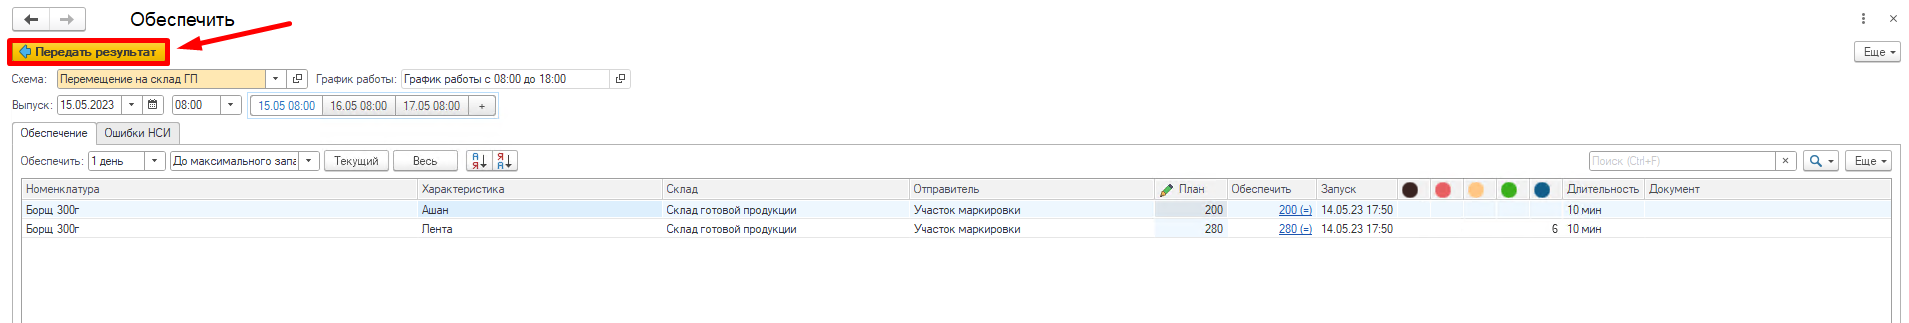 Обеспечить
Передать результат
Еще
Схема: Перемещение на склад ГП График работы: График работы с 08:00 до 18:00
Выпуск: 15.05.2023 08:00 15.05 08:00 16.05 08:00 17.05 08:00 +
Обеспечение Ошибки НСИ
Обеспечить: 1 день До максимального запа Текущий Весь А Я Я А Поиск (Ctrl+F) Еще
Номенклатура Характеристика Склад Отправитель План Обеспечить Запуск Длительность Документ
Борщ 300г Ашан Склад готовой продукции Участок маркировки 200 200 (=) 14.05.23 17:50 10 мин
Борщ 300г Лента Склад готовой продукции Участок маркировки 280 280 (=) 14.05.23 17:50 6 10 мин